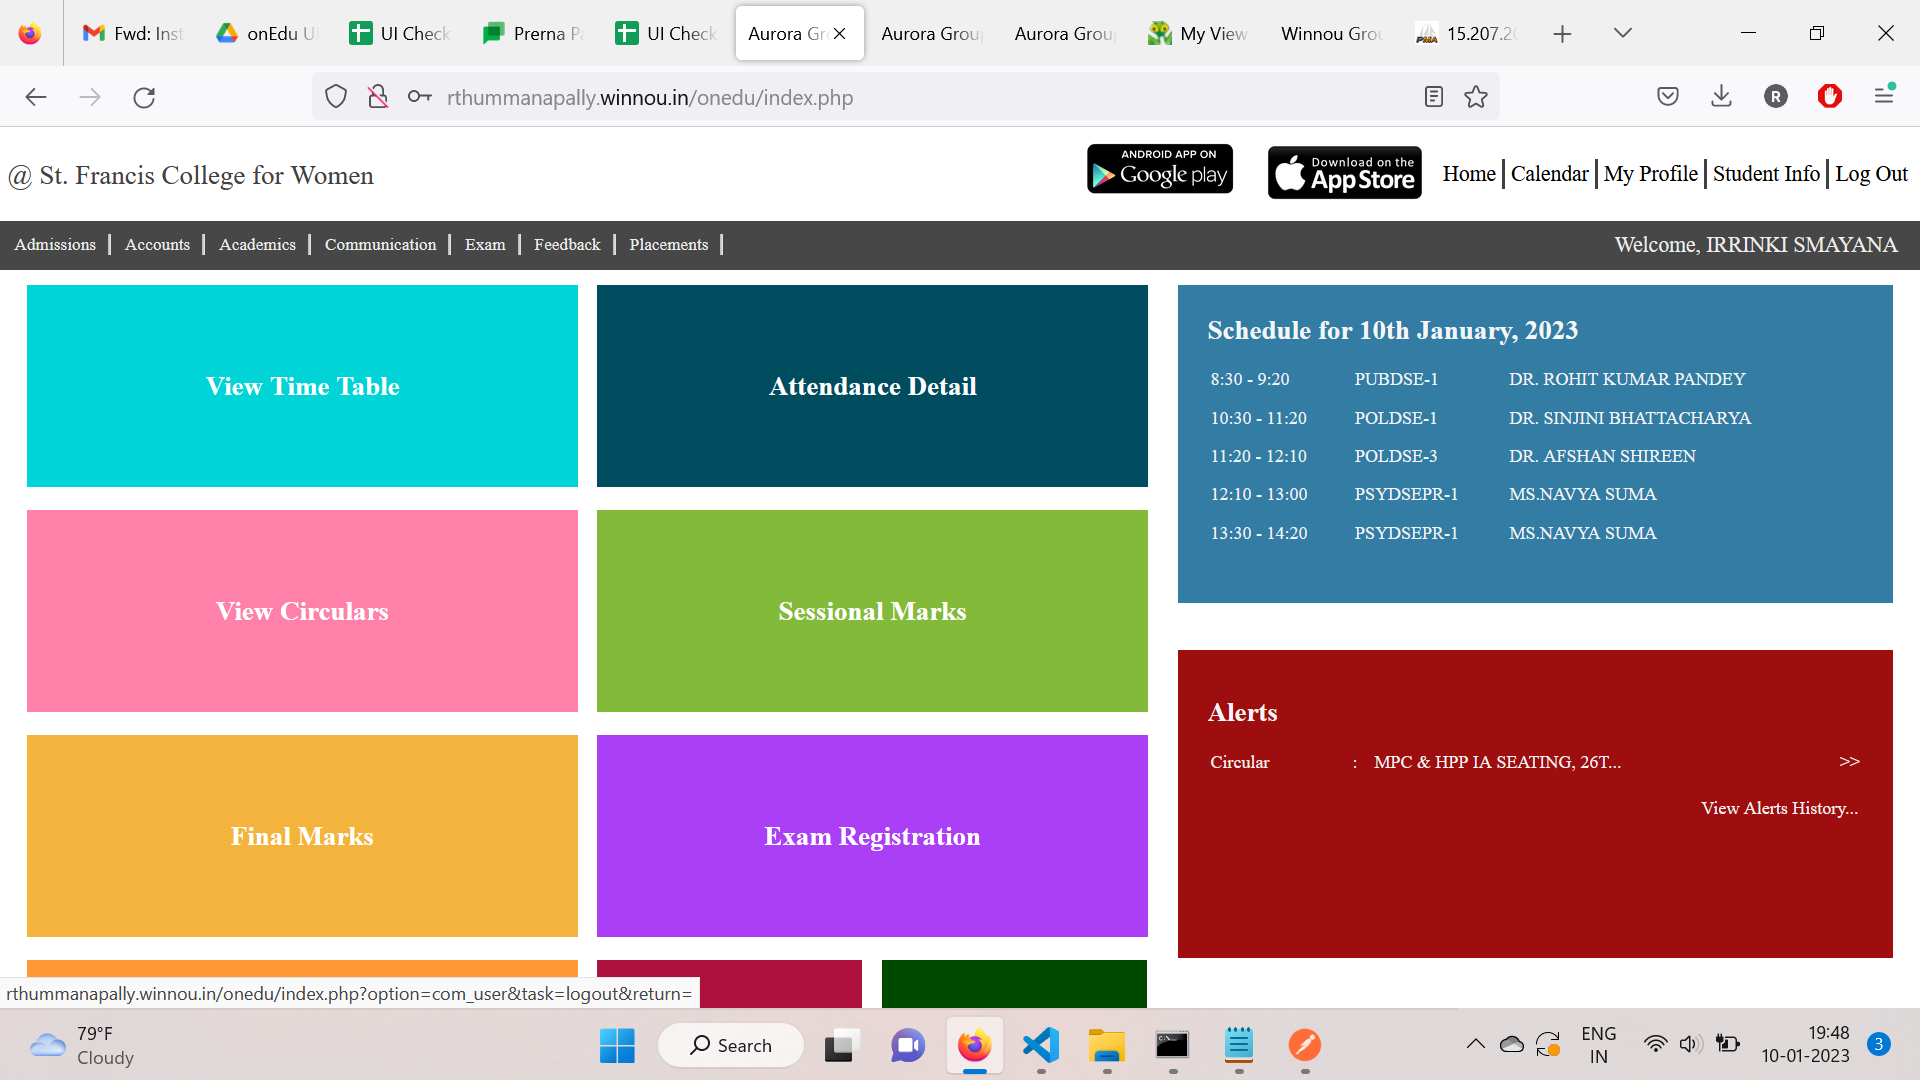 Fwd: Inst
onEdu UI
UI Check
Prerna Pa
UI Check
Aurora Gr
Aurora Grou
Aurora Grou
My View
Winnou Gro
15.207.20
rthummanapally.winnou.in/onedu/index.php
@ St. Francis College for Women
ANDROID APP ON
Google play
Download on the
App Store
Home
Calendar
My Profile
Student Info
Log Out
Admissions
Accounts
Academics
Communication
Exam
Feedback
Placements
Welcome, IRRINKI SMAYANA
View Time Table
Attendance Detail
View Circulars
Sessional Marks
Final Marks
Exam Registration
Schedule for 10th January, 2023
8:30 - 9:20 PUBDSE-1 DR. ROHIT KUMAR PANDEY
10:30 - 11:20 POLDSE-1 DR. SINJINI BHATTACHARYA
11:20 - 12:10 POLDSE-3 DR. AFSHAN SHIREEN
12:10 - 13:00 PSYDSEPR-1 MS.NAVYA SUMA
13:30 - 14:20 PSYDSEPR-1 MS.NAVYA SUMA
Alerts
Circular : MPC & HPP IA SEATING, 26T... >>
View Alerts History...
rthummanapally.winnou.in/onedu/index.php?option=com_user&task=logout&return=
79°F
Cloudy
Search
ENG
IN
19:48
10-01-2023
3